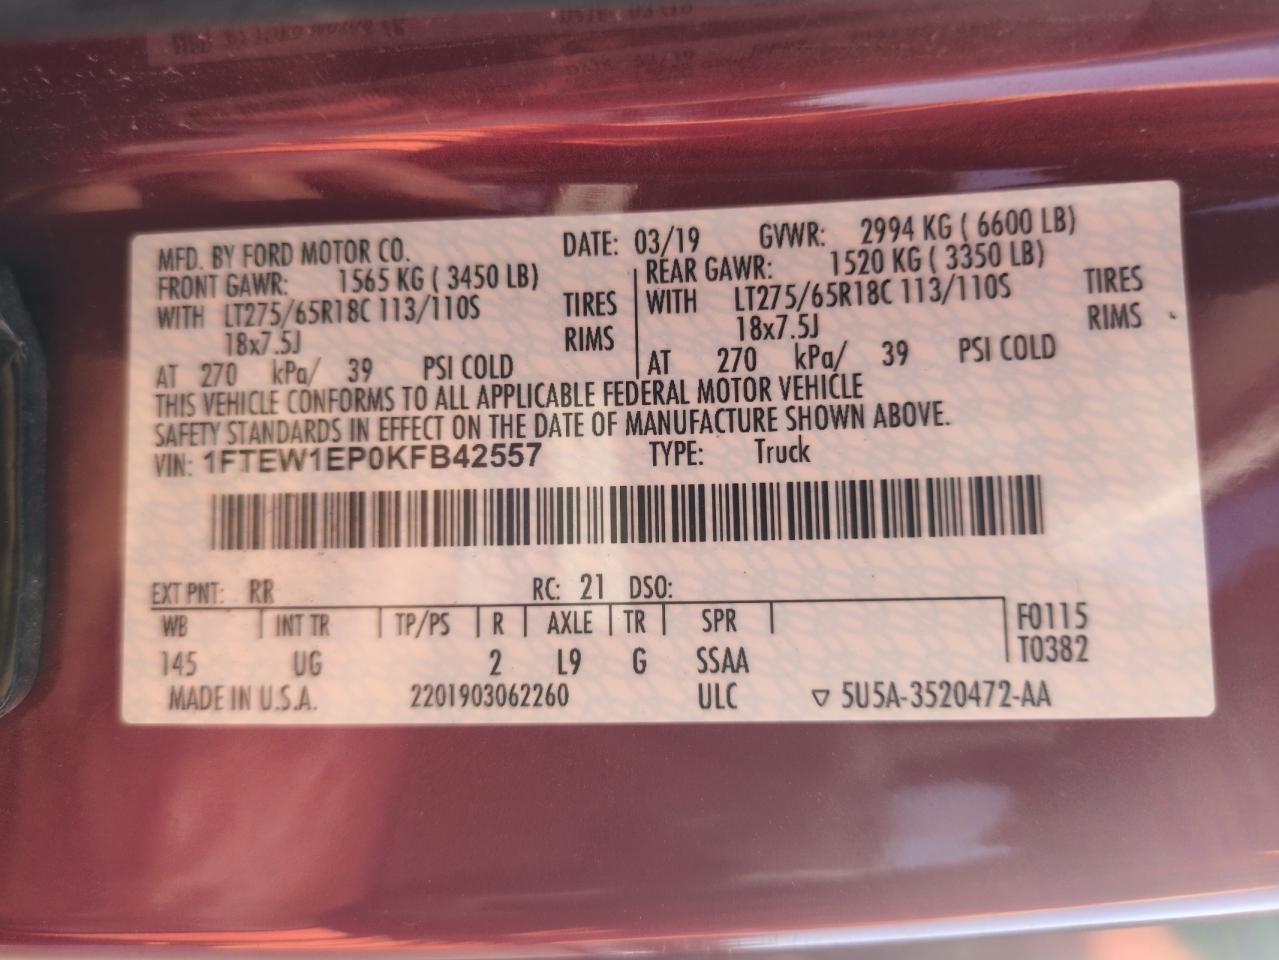 MFD. BY FORD MOTOR CO. DATE: 03/19 GVWR: 2994 KG ( 6600 LB)
FRONT GAWR: 1565 KG ( 3450 LB) REAR GAWR: 1520 KG ( 3350 LB)
WITH LT275/65R18C 113/110S TIRES WITH LT275/65R18C 113/110S TIRES
18x7.5J RIMS 18x7.5J RIMS
AT 270 kPa/ 39 PSI COLD AT 270 kPa/ 39 PSI COLD
THIS VEHICLE CONFORMS TO ALL APPLICABLE FEDERAL MOTOR VEHICLE
SAFETY STANDARDS IN EFFECT ON THE DATE OF MANUFACTURE SHOWN ABOVE.
VIN: 1FTEW1EP0KFB42557 TYPE: Truck
EXT PNT: RR RC: 21 DSO:
WB INT TR TP/PS R AXLE TR SPR F0115
145 UG 2 L9 G SSAA T0382
MADE IN U.S.A. 2201903062260 ULC ▽ 5U5A-3520472-AA